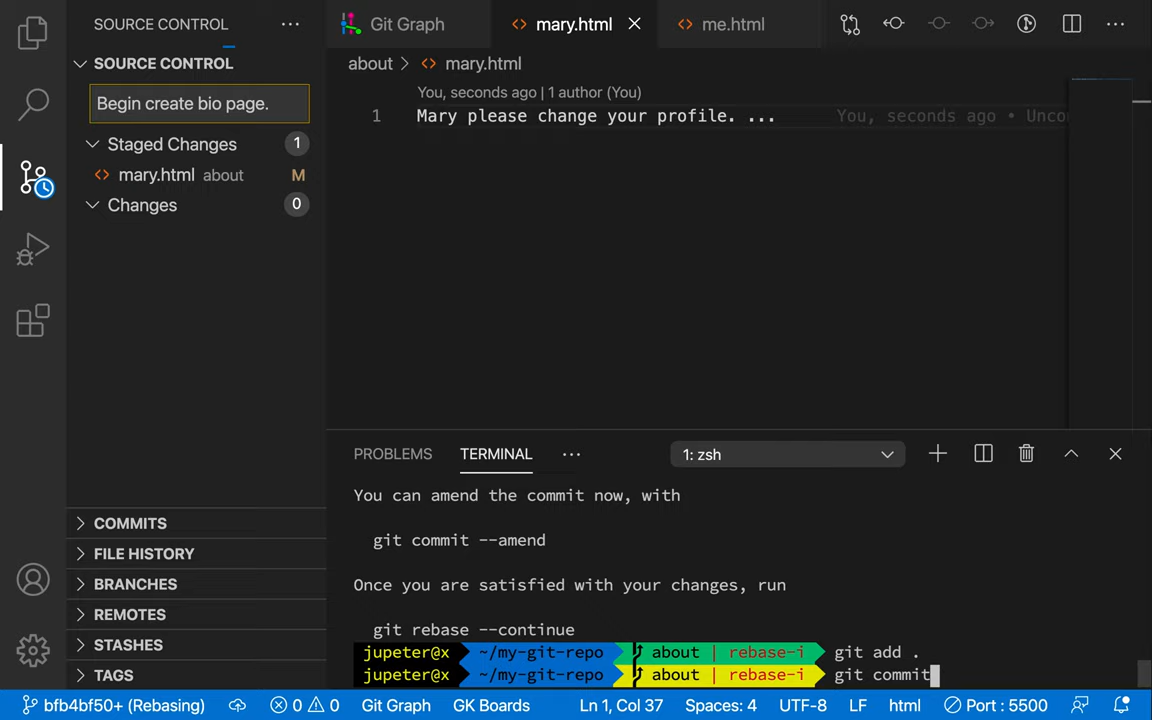 SOURCE CONTROL
Git Graph
mary.html
me.html
SOURCE CONTROL
about
mary.html
Begin create bio page.
You, seconds ago | 1 author (You)
1 Mary please change your profile. ... You, seconds ago • Unco
Staged Changes 1
mary.html about M
Changes 0
PROBLEMS
TERMINAL
1: zsh
You can amend the commit now, with
git commit --amend
Once you are satisfied with your changes, run
git rebase --continue
jupeter@x ~/my-git-repo about | rebase-i git add .
jupeter@x ~/my-git-repo about | rebase-i git commit
COMMITS
FILE HISTORY
BRANCHES
REMOTES
STASHES
TAGS
bfb4bf50+ (Rebasing) 0 0 Git Graph GK Boards Ln 1, Col 37 Spaces: 4 UTF-8 LF html Port : 5500